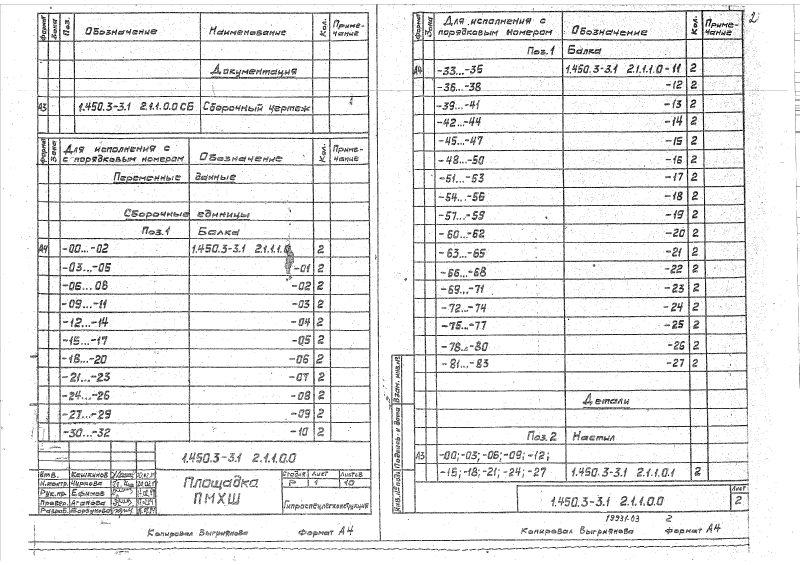 Формат Зона Поз. Обозначение Наименование Кол. Приме-
чание
Документация
А3 1.450.3-3.1 2.1.1.0.0 СБ Сборочный чертеж
Формат Зона Для исполнения с
с порядковым номером Обозначение Кол. Приме-
чание
Переменные данные
Сборочные единицы
Поз.1 Балка
А4 -00...-02 1.450.3-3.1 2.1.1.1.0 2
-03...-05 -01 2
-06...08 -02 2
-09...-11 -03 2
-12...-14 -04 2
-15...-17 -05 2
-18...-20 -06 2
-21...-23 -07 2
-24...-26 -08 2
-27...-29 -09 2
-30...-32 -10 2
1.450.3-3.1 2.1.1.0.0
Утв. Кешишков
Н.контр. Чиркова
Рук.гр. Ефимов
Провер. Агапова
Разраб.
Площадка
ПМХШ
Стадия Лист Листов
Р 1 10
Копировал Выгрианова Формат А4
2
Формат Зона Для исполнения с
порядковым номером Обозначение Кол. Приме-
чание
Поз.1 Балка
А4 -33...-35 1.450.3-3.1 2.1.1.1.0-11 2
-36...-38 -12 2
-39...-41 -13 2
-42...-44 -14 2
-45...-47 -15 2
-48...-50 -16 2
-51...-53 -17 2
-54...-56 -18 2
-57...-59 -19 2
-60...-62 -20 2
-63...-65 -21 2
-66...-68 -22 2
-69...-71 -23 2
-72...-74 -24 2
-75...-77 -25 2
-78...-80 -26 2
-81...-83 -27 2
Детали
Поз.2 Настил
А3 -00;-03;-06;-09;-12;
-15;-18;-21;-24;-27 1.450.3-3.1 2.1.1.0.1 2
Инв.№ подл. Подпись и дата Взам. инв.№
1.450.3-3.1 2.1.1.0.0
Лист
2
19931-03 2
Копировал Выгрианова Формат А4